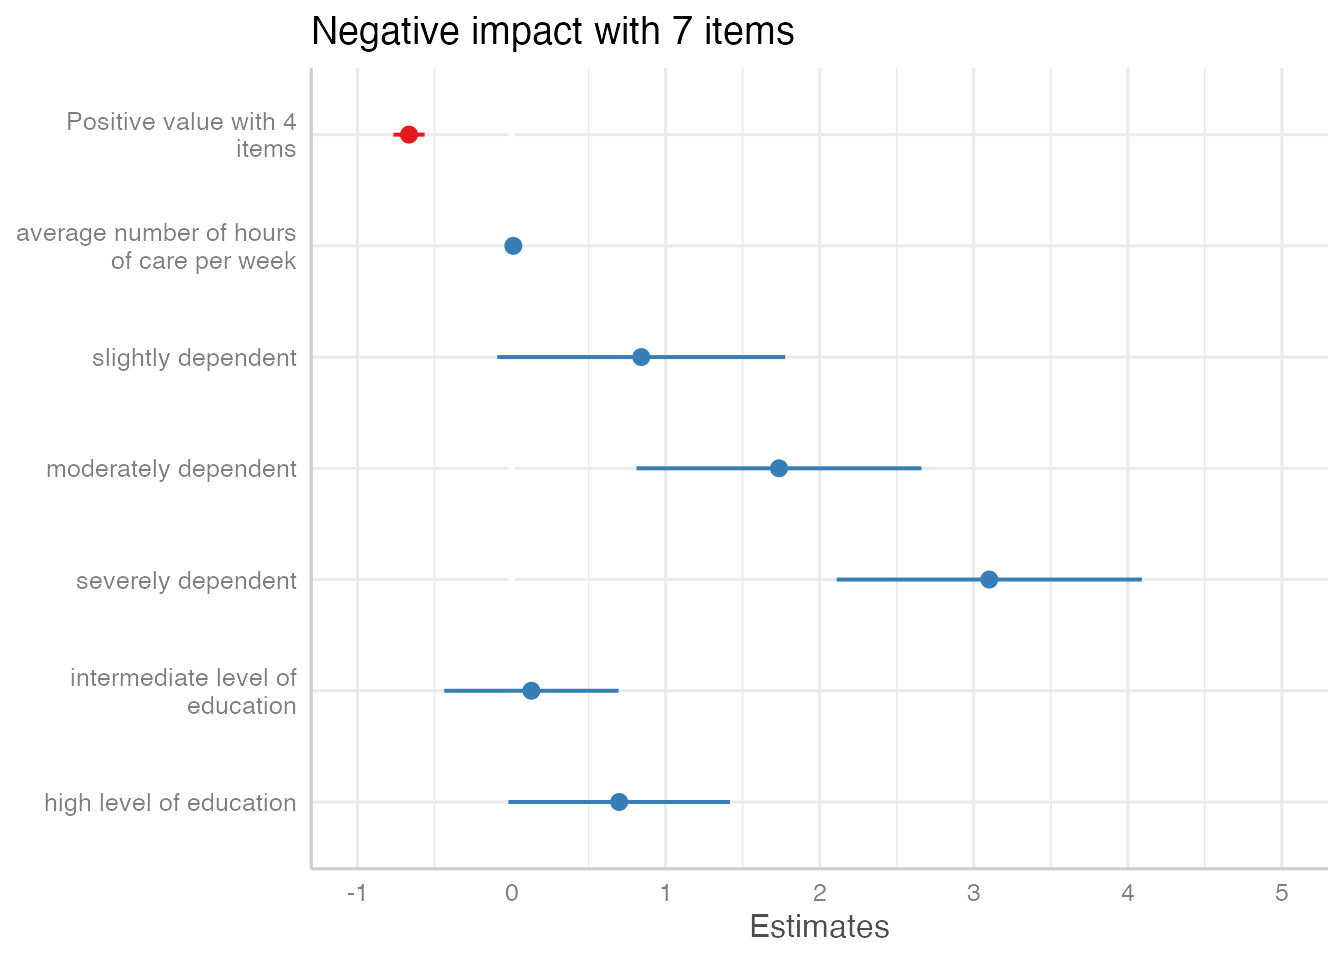 Negative impact with 7 items
Positive value with 4
items
average number of hours
of care per week
slightly dependent
moderately dependent
severely dependent
intermediate level of
education
high level of education
-1 0 1 2 3 4 5
Estimates